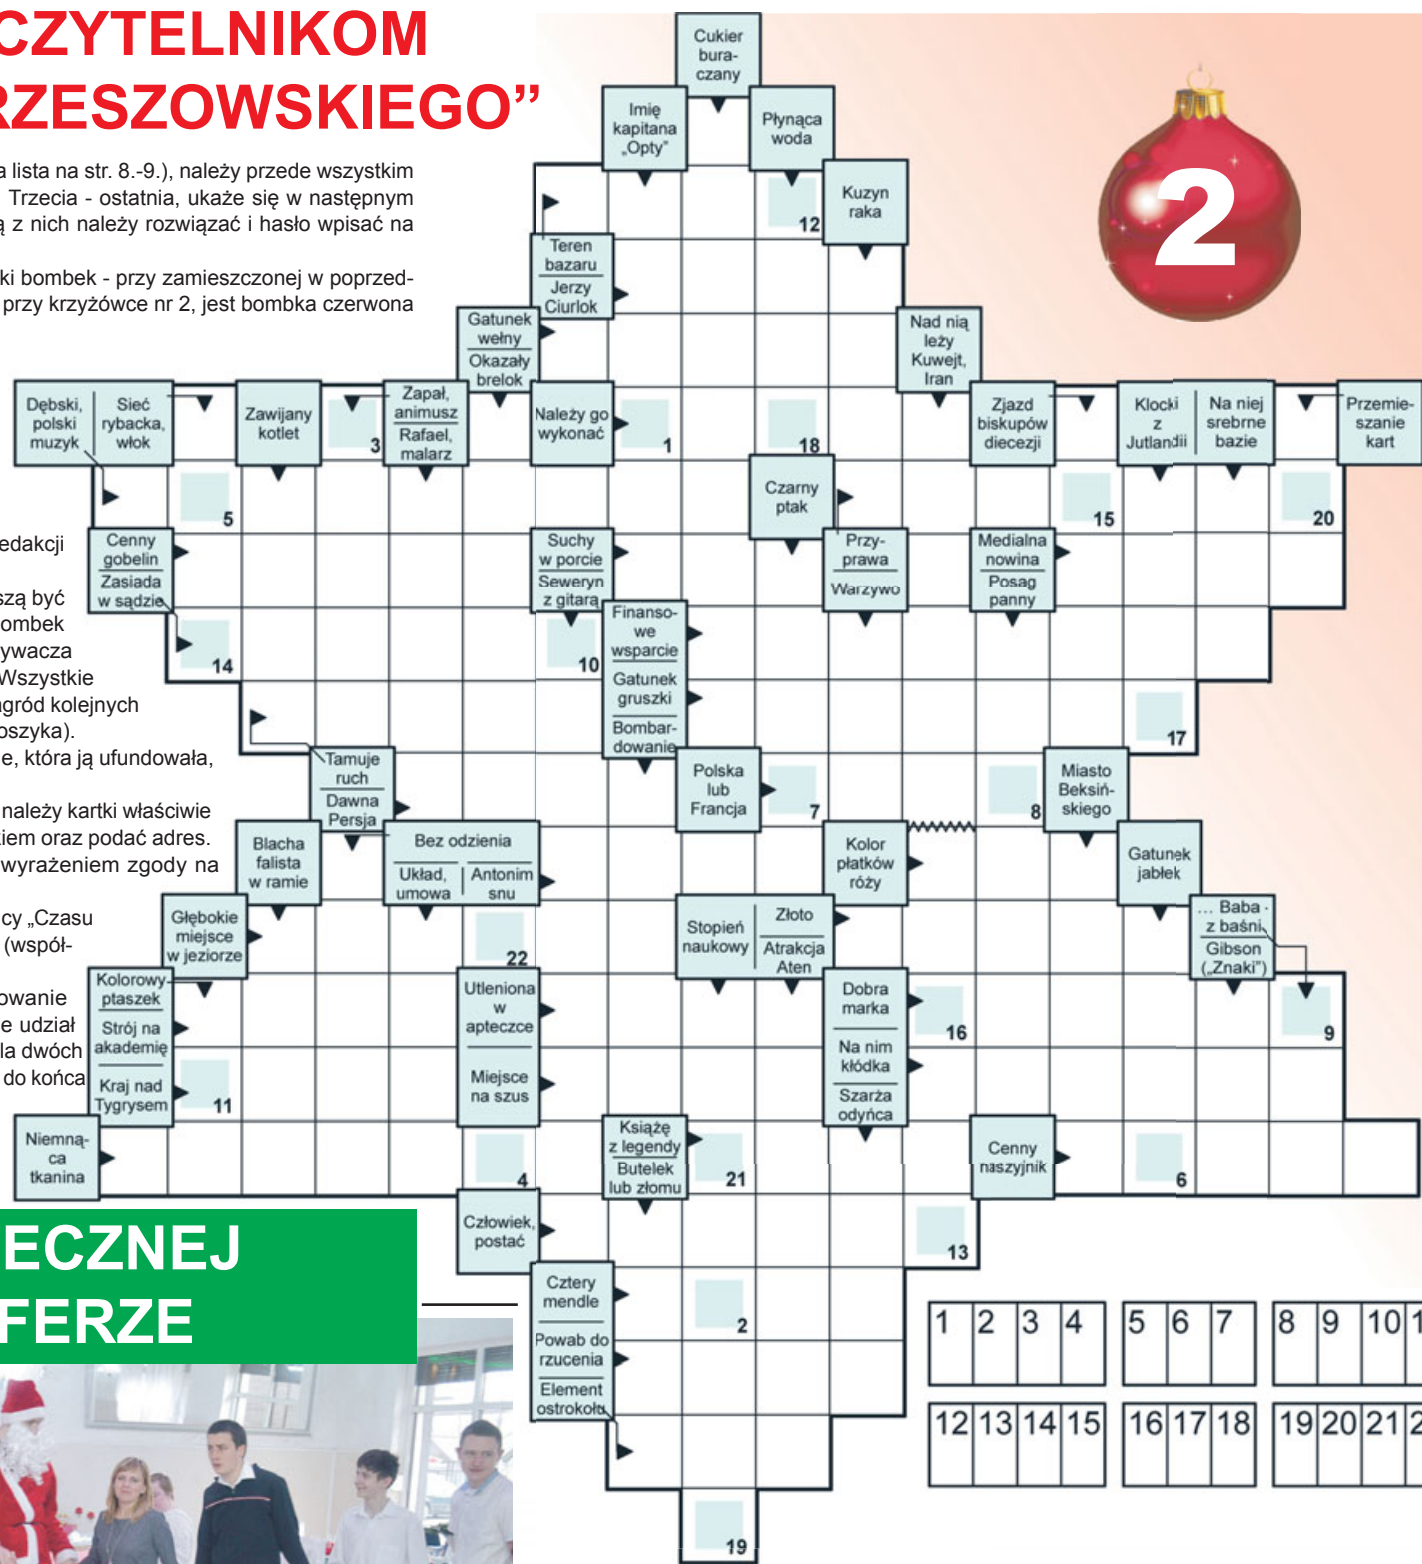 CZYTELNIKOM
RZESZOWSKIEGO”
a lista na str. 8.-9.), należy przede wszystkim
Trzecia - ostatnia, ukaże się w następnym
ą z nich należy rozwiązać i hasło wpisać na
ki bombek - przy zamieszczonej w poprzed-
przy krzyżówce nr 2, jest bombka czerwona
edakcji
szą być
ombek
ywacza
Wszystkie
agród kolejnych
oszyka).
e, która ją ufundowała,
należy kartki właściwie
kiem oraz podać adres.
wyrażeniem zgody na
cy „Czasu
(współ-
owanie
e udział
la dwóch
do końca
2
Cukier
bura-
czany
Imię
kapitana
„Opty”
Płynąca
woda
12
Kuzyn
raka
Teren
bazaru
Jerzy
Ciurlok
Gatunek
wełny
Okazały
brelok
Nad nią
leży
Kuwejt,
Iran
Dębski,
polski
muzyk
Sieć
rybacka,
włok
Zawijany
kotlet
3
Zapał,
animusz
Rafael,
malarz
Należy go
wykonać
1
18
Zjazd
biskupów
diecezji
Klocki
z
Jutlandii
Na niej
srebrne
bazie
Przemie-
szanie
kart
5
Czarny
ptak
15
20
Cenny
gobelin
Zasiada
w sądzie
Suchy
w porcie
Seweryn
z gitarą
Przy-
prawa
Warzywo
Medialna
nowina
Posag
panny
14
10
Finanso-
we
wsparcie
Gatunek
gruszki
Bombar-
dowanie
17
Tamuje
ruch
Dawna
Persja
Polska
lub
Francja
7
8
Miasto
Beksiń-
skiego
Blacha
falista
w ramie
Bez odzienia
Układ,
umowa
Antonim
snu
Kolor
płatków
róży
Gatunek
jabłek
Głębokie
miejsce
w jeziorze
22
Stopień
naukowy
Złoto
Atrakcja
Aten
... Baba -
z baśni
Gibson
(„Znaki”)
Kolorowy
ptaszek
Strój na
akademię
Kraj nad
Tygrysem
11
Utleniona
w
apteczce
Miejsce
na szus
Dobra
marka
Na nim
kłódka
Szarża
odyńca
16
9
Niemną-
ca
tkanina
4
Książę
z legendy
Butelek
lub złomu
21
Cenny
naszyjnik
6
Człowiek,
postać
13
Cztery
mendle
Powab do
rzucenia
Element
ostrokołu
2
19
ECZNEJ
FERZE
1 2 3 4 5 6 7 8 9 10 1
12 13 14 15 16 17 18 19 20 21 2